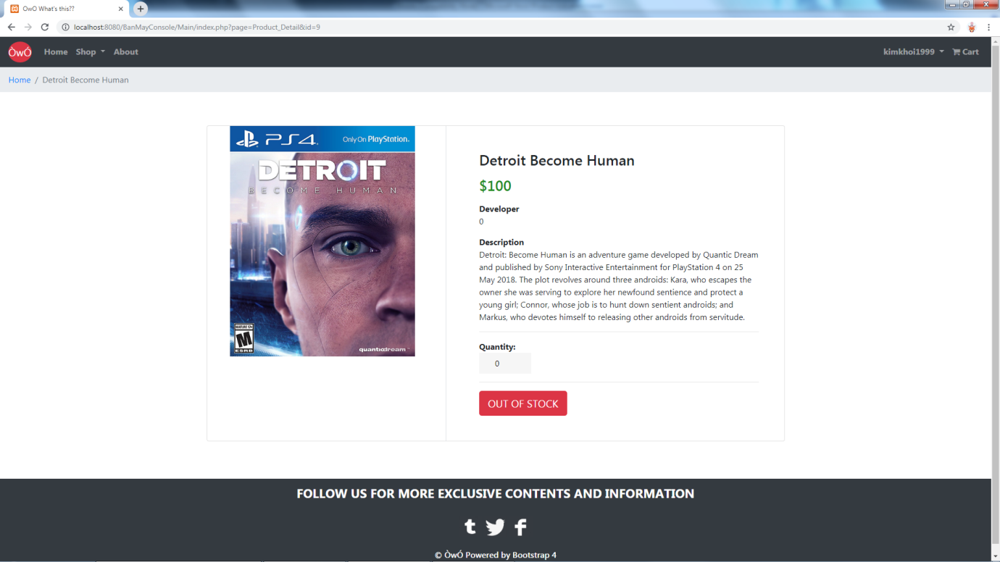 OwO What's this??
localhost:8080/BanMayConsole/Main/index.php?page=Product_Detail&id=9
ÒwÓ Home Shop About kimkhoi1999 Cart
Home / Detroit Become Human
PS4 Only On PlayStation.
DETROIT
BECOME HUMAN
MATURE 17+
M
ESRB
quanticdream
Detroit Become Human
$100
Developer
0
Description
Detroit: Become Human is an adventure game developed by Quantic Dream
and published by Sony Interactive Entertainment for PlayStation 4 on 25
May 2018. The plot revolves around three androids: Kara, who escapes the
owner she was serving to explore her newfound sentience and protect a
young girl; Connor, whose job is to hunt down sentient androids; and
Markus, who devotes himself to releasing other androids from servitude.
Quantity:
0
OUT OF STOCK
FOLLOW US FOR MORE EXCLUSIVE CONTENTS AND INFORMATION
© ÒwÓ Powered by Bootstrap 4